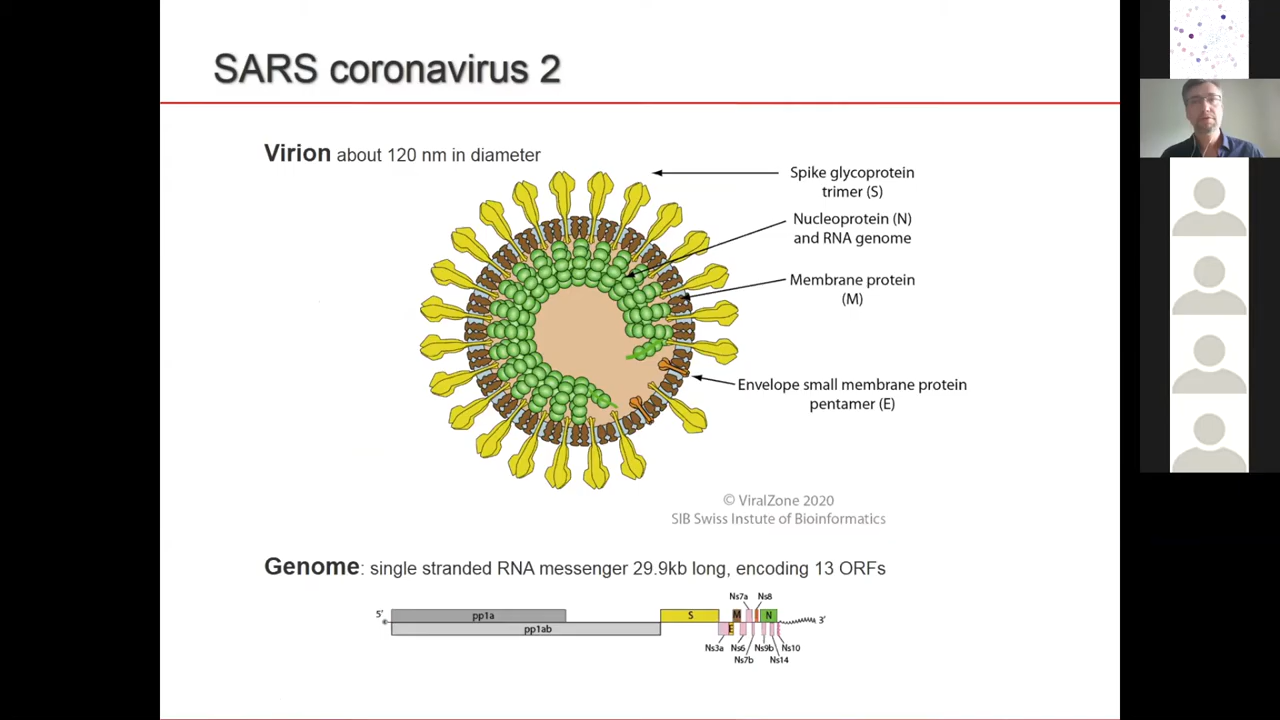 SARS coronavirus 2
Virion about 120 nm in diameter
Spike glycoprotein
trimer (S)
Nucleoprotein (N)
and RNA genome
Membrane protein
(M)
Envelope small membrane protein
pentamer (E)
© ViralZone 2020
SIB Swiss Instute of Bioinformatics
Genome: single stranded RNA messenger 29.9kb long, encoding 13 ORFs
Ns7a Ns8
5' pp1a S M N 3'
pp1ab E
Ns3a Ns6 Ns9b Ns10
Ns7b Ns14